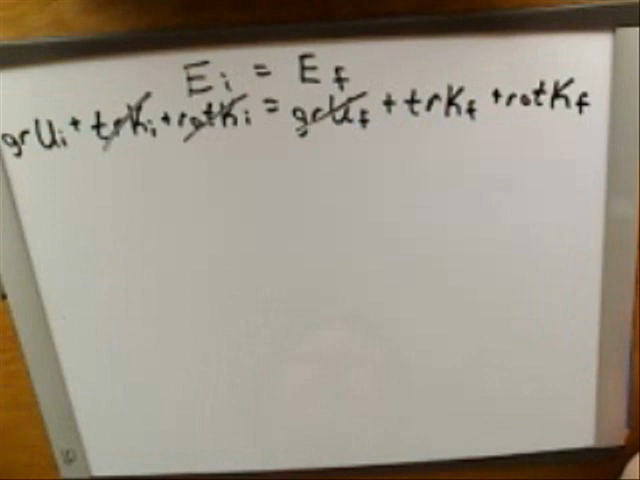 Ei = Ef
grUi + trKi + rotKi = grUf + trKf + rotKf